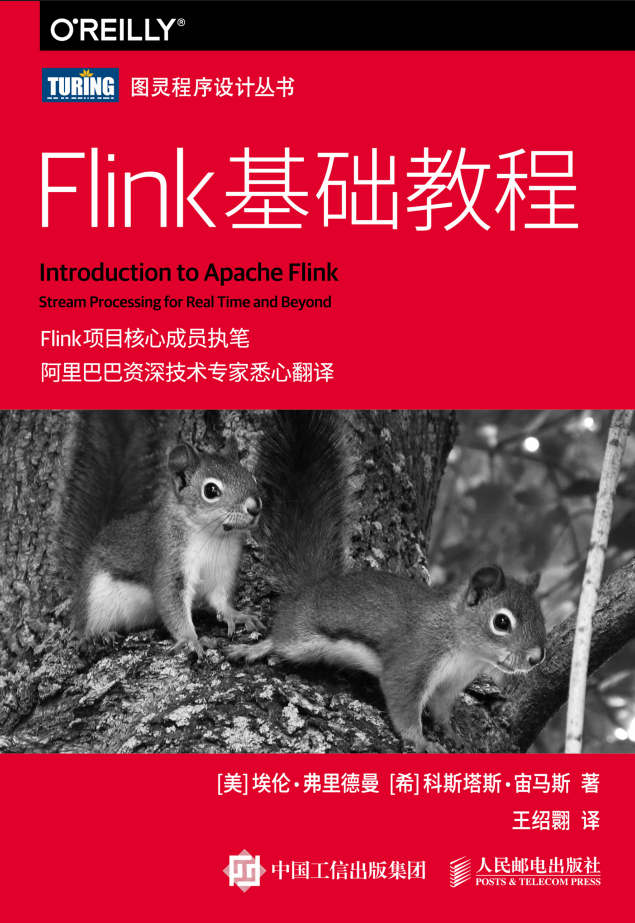 O'REILLY®
TURING 图灵程序设计丛书
Flink基础教程
Introduction to Apache Flink
Stream Processing for Real Time and Beyond
Flink项目核心成员执笔
阿里巴巴资深技术专家悉心翻译
[美]埃伦·弗里德曼 [希]科斯塔斯·宙马斯 著
王绍翾 译
中国工信出版集团 人民邮电出版社
POSTS & TELECOM PRESS